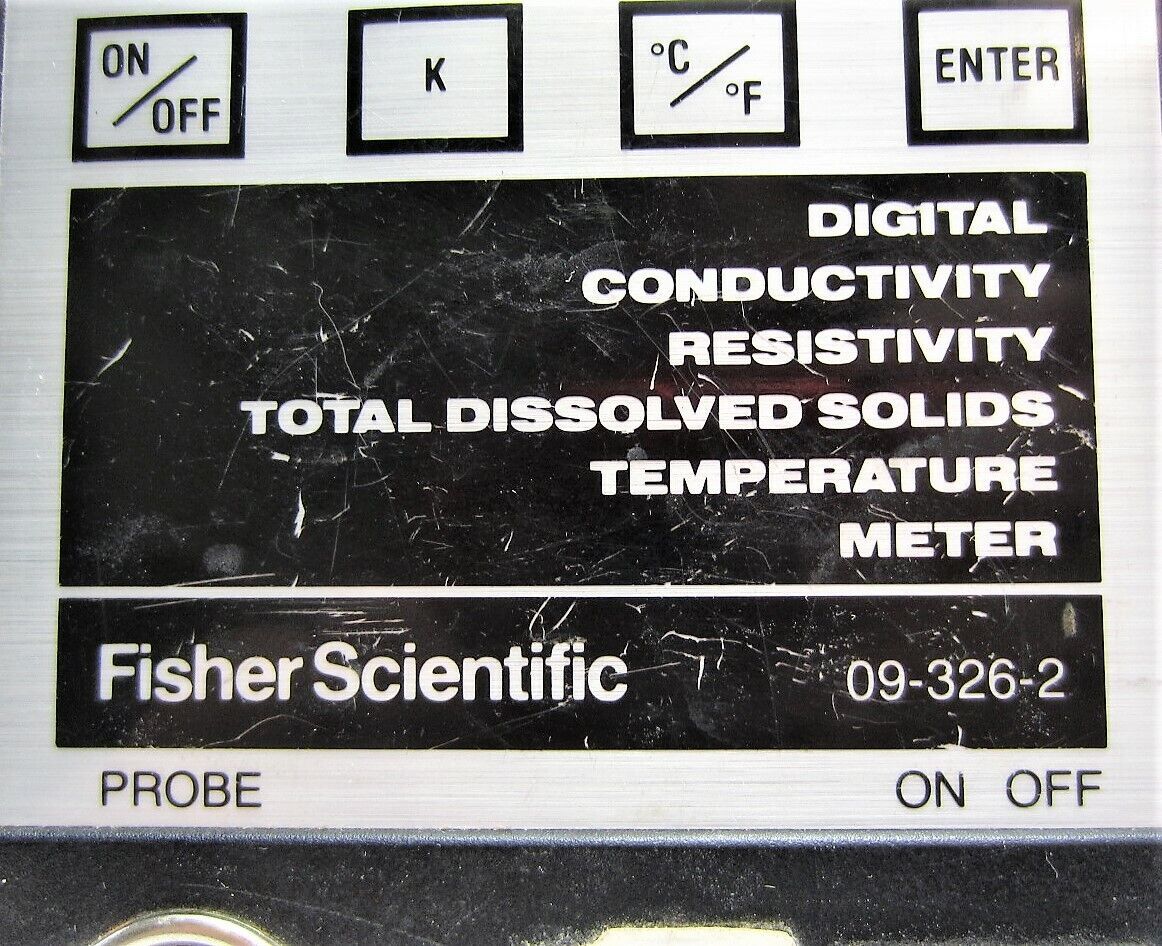 ON/OFF K °C/°F ENTER
DIGITAL
CONDUCTIVITY
RESISTIVITY
TOTAL DISSOLVED SOLIDS
TEMPERATURE
METER
Fisher Scientific 09-326-2
PROBE ON OFF